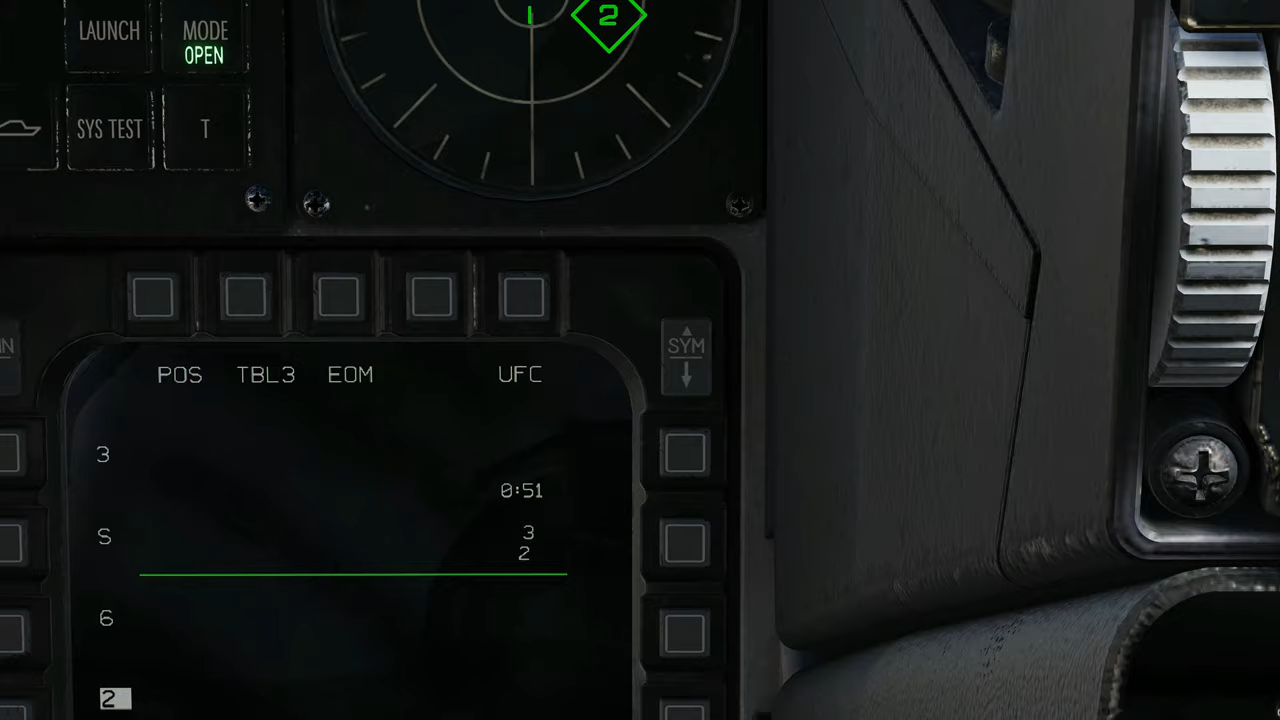 LAUNCH
MODE
OPEN
2
SYS TEST
T
SYM
POS TBL3 EOM UFC
3
0:51
S
3
2
6
2